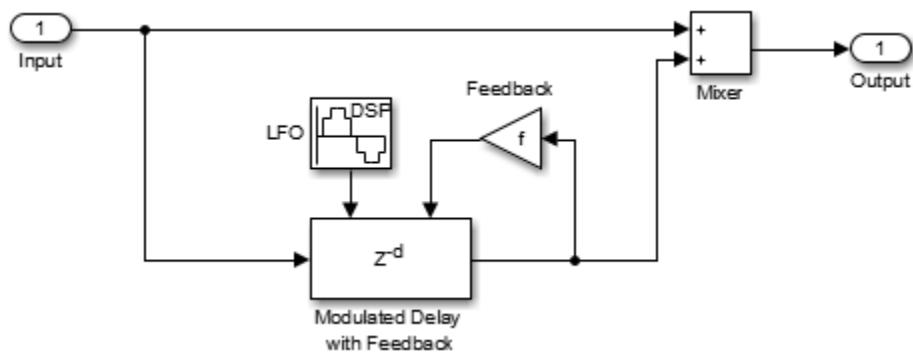 1
Input
+
+
Mixer
1
Output
Feedback
f
LFO
DSP
Z⁻ᵈ
Modulated Delay
with Feedback